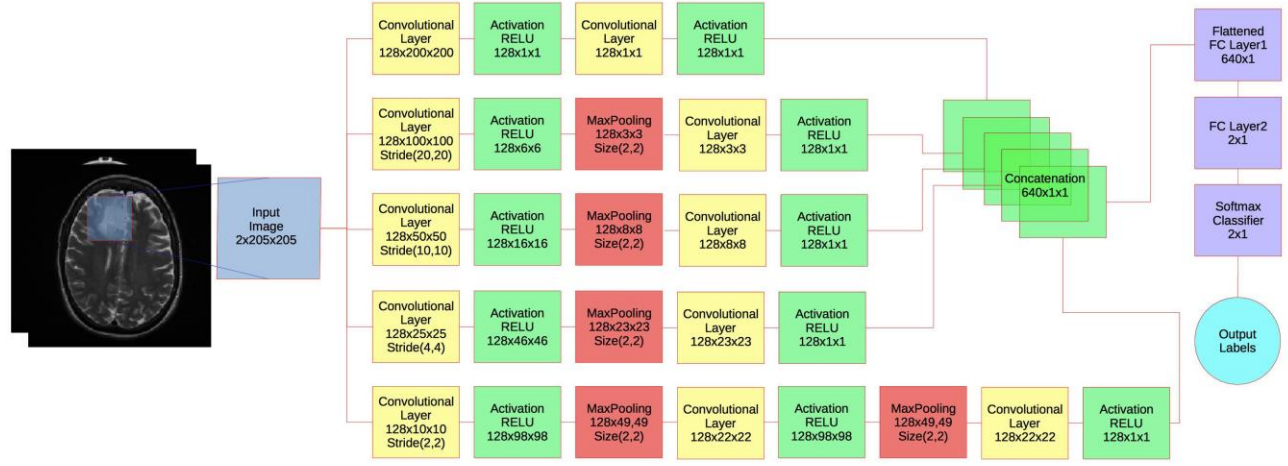 Input
Image
2x205x205
Convolutional
Layer
128x200x200
Activation
RELU
128x1x1
Convolutional
Layer
128x1x1
Activation
RELU
128x1x1
Convolutional
Layer
128x100x100
Stride(20,20)
Activation
RELU
128x6x6
MaxPooling
128x3x3
Size(2,2)
Convolutional
Layer
128x3x3
Activation
RELU
128x1x1
Convolutional
Layer
128x50x50
Stride(10,10)
Activation
RELU
128x16x16
MaxPooling
128x8x8
Size(2,2)
Convolutional
Layer
128x8x8
Activation
RELU
128x1x1
Convolutional
Layer
128x25x25
Stride(4,4)
Activation
RELU
128x46x46
MaxPooling
128x23x23
Size(2,2)
Convolutional
Layer
128x23x23
Activation
RELU
128x1x1
Convolutional
Layer
128x10x10
Stride(2,2)
Activation
RELU
128x98x98
MaxPooling
128x49,49
Size(2,2)
Convolutional
Layer
128x22x22
Activation
RELU
128x98x98
MaxPooling
128x49,49
Size(2,2)
Convolutional
Layer
128x22x22
Activation
RELU
128x1x1
Concatenation
640x1x1
Flattened
FC Layer1
640x1
FC Layer2
2x1
Softmax
Classifier
2x1
Output
Labels